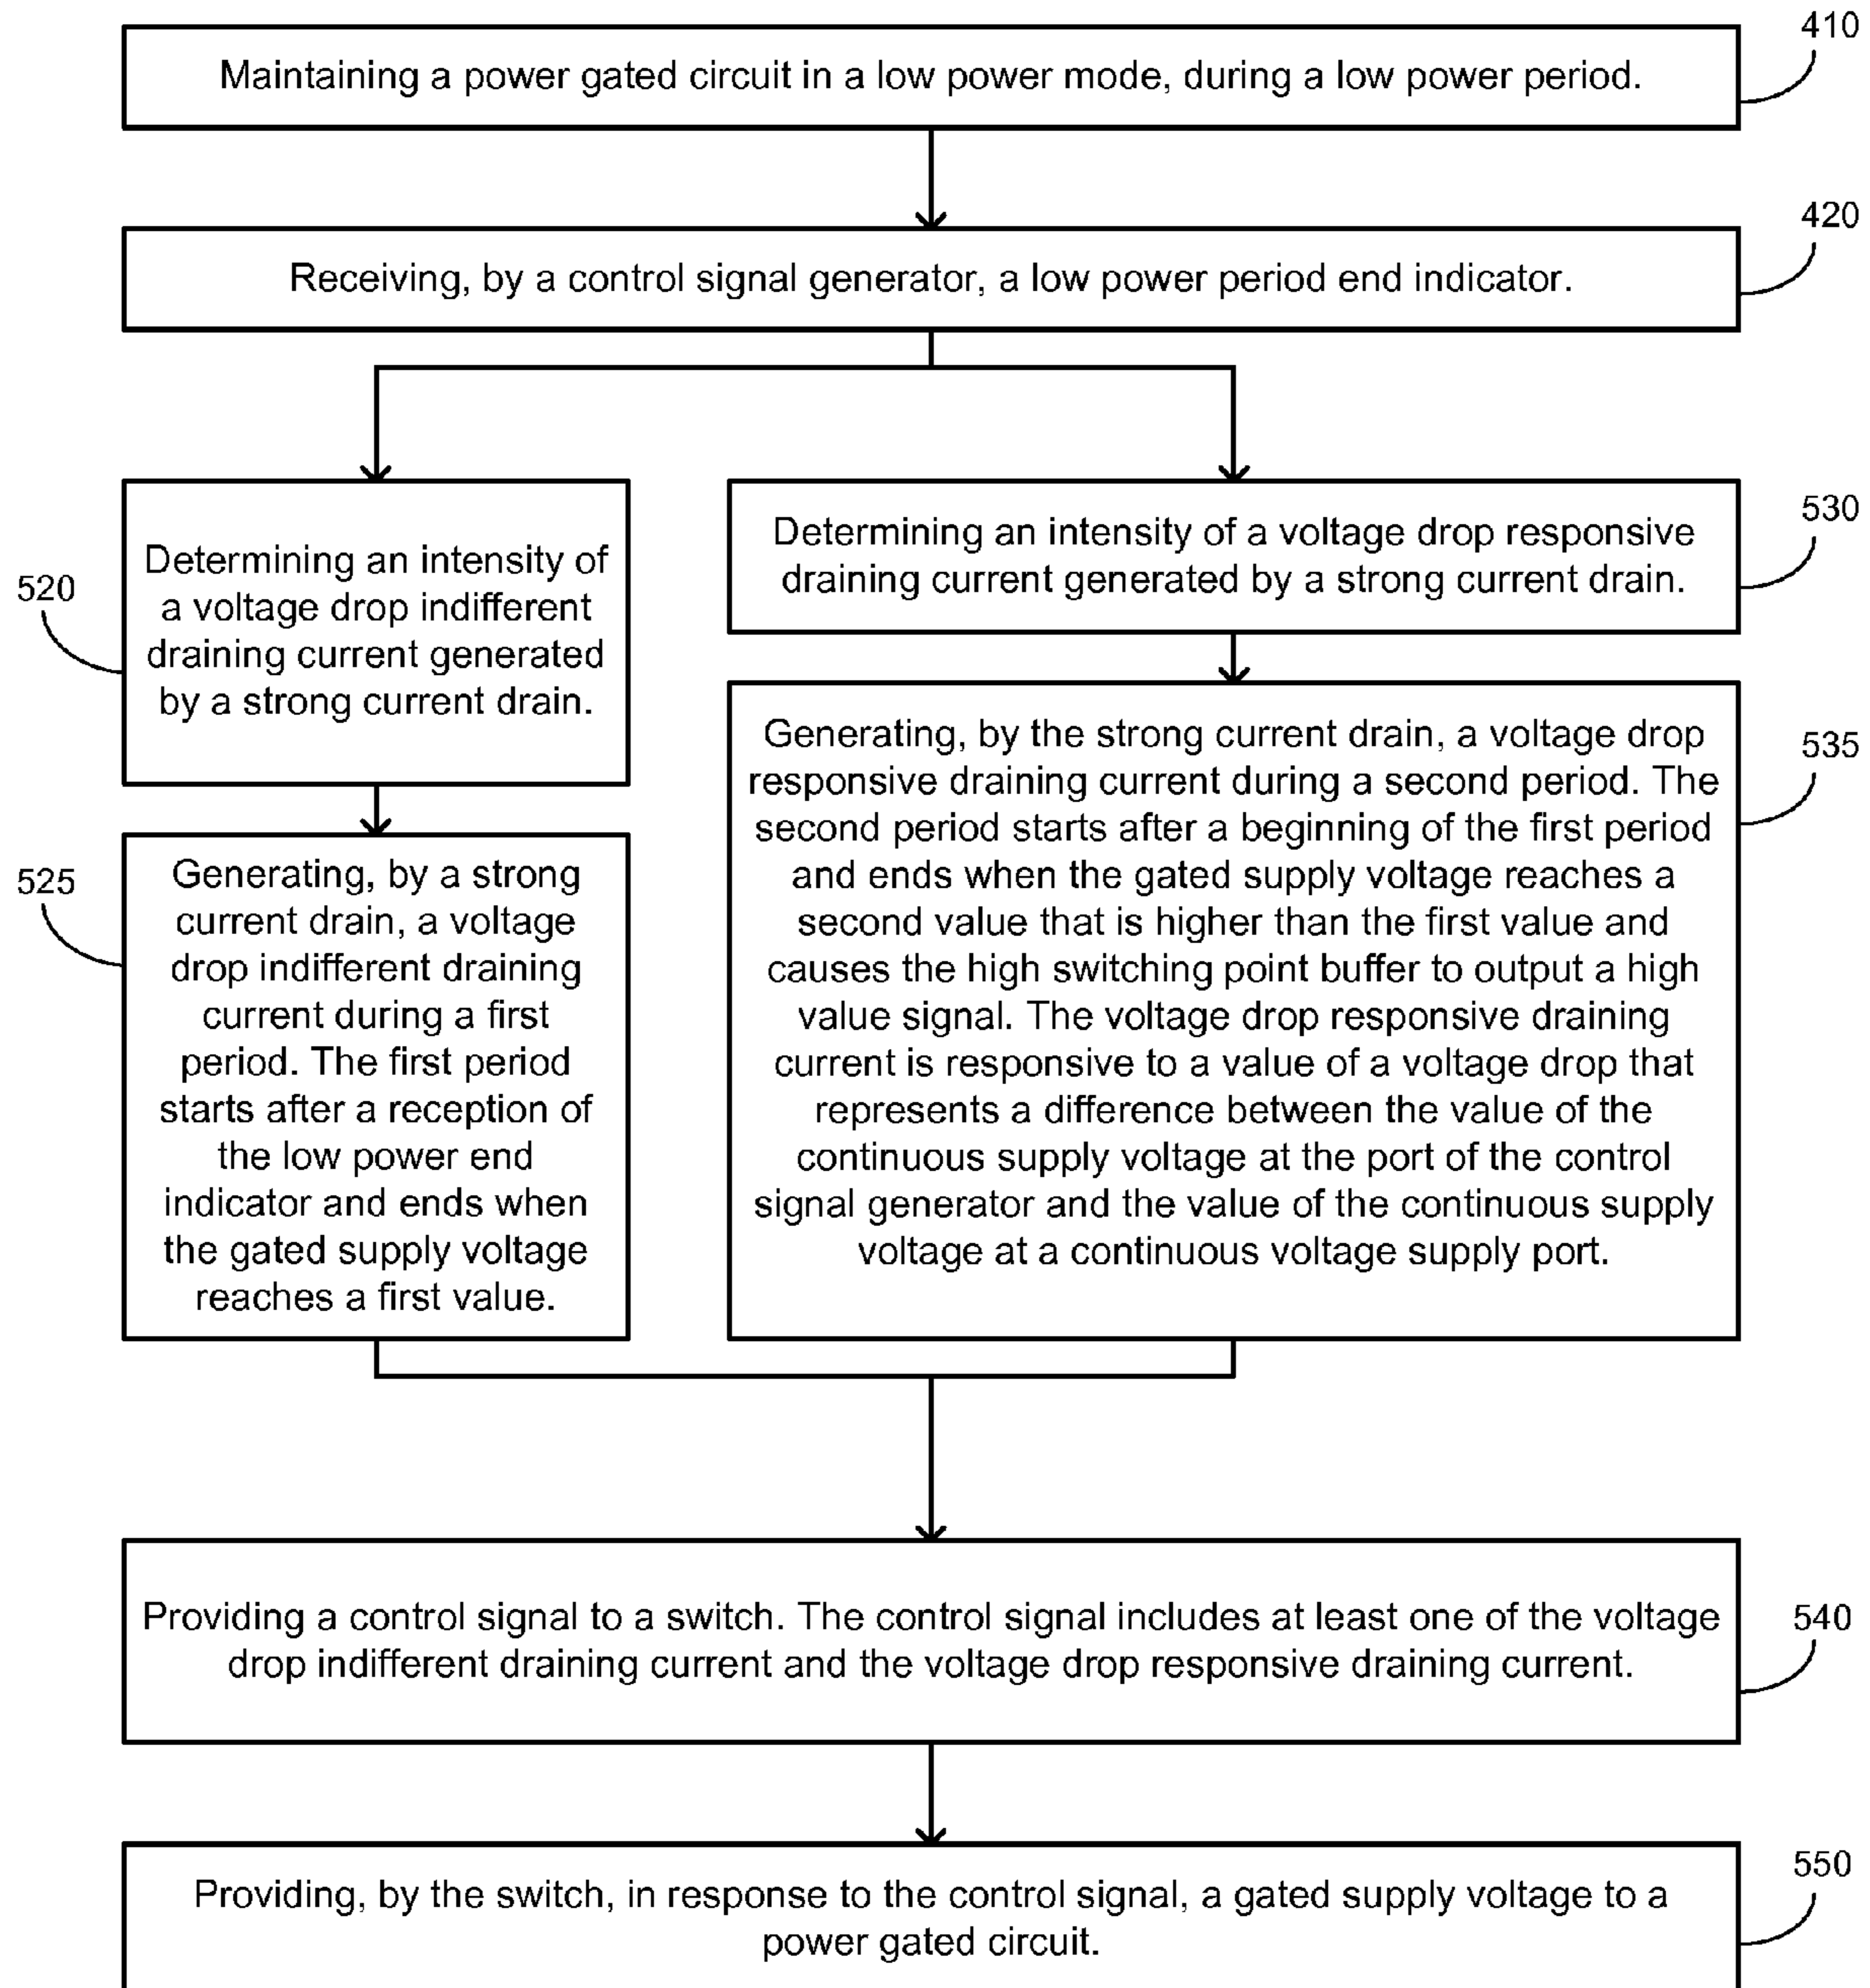 410
Maintaining a power gated circuit in a low power mode, during a low power period.
420
Receiving, by a control signal generator, a low power period end indicator.
520
Determining an intensity of
a voltage drop indifferent
draining current generated
by a strong current drain.
525
Generating, by a strong
current drain, a voltage
drop indifferent draining
current during a first
period. The first period
starts after a reception of
the low power end
indicator and ends when
the gated supply voltage
reaches a first value.
530
Determining an intensity of a voltage drop responsive
draining current generated by a strong current drain.
535
Generating, by the strong current drain, a voltage drop
responsive draining current during a second period. The
second period starts after a beginning of the first period
and ends when the gated supply voltage reaches a
second value that is higher than the first value and
causes the high switching point buffer to output a high
value signal. The voltage drop responsive draining
current is responsive to a value of a voltage drop that
represents a difference between the value of the
continuous supply voltage at the port of the control
signal generator and the value of the continuous supply
voltage at a continuous voltage supply port.
Providing a control signal to a switch. The control signal includes at least one of the voltage
drop indifferent draining current and the voltage drop responsive draining current.
540
Providing, by the switch, in response to the control signal, a gated supply voltage to a
power gated circuit.
550